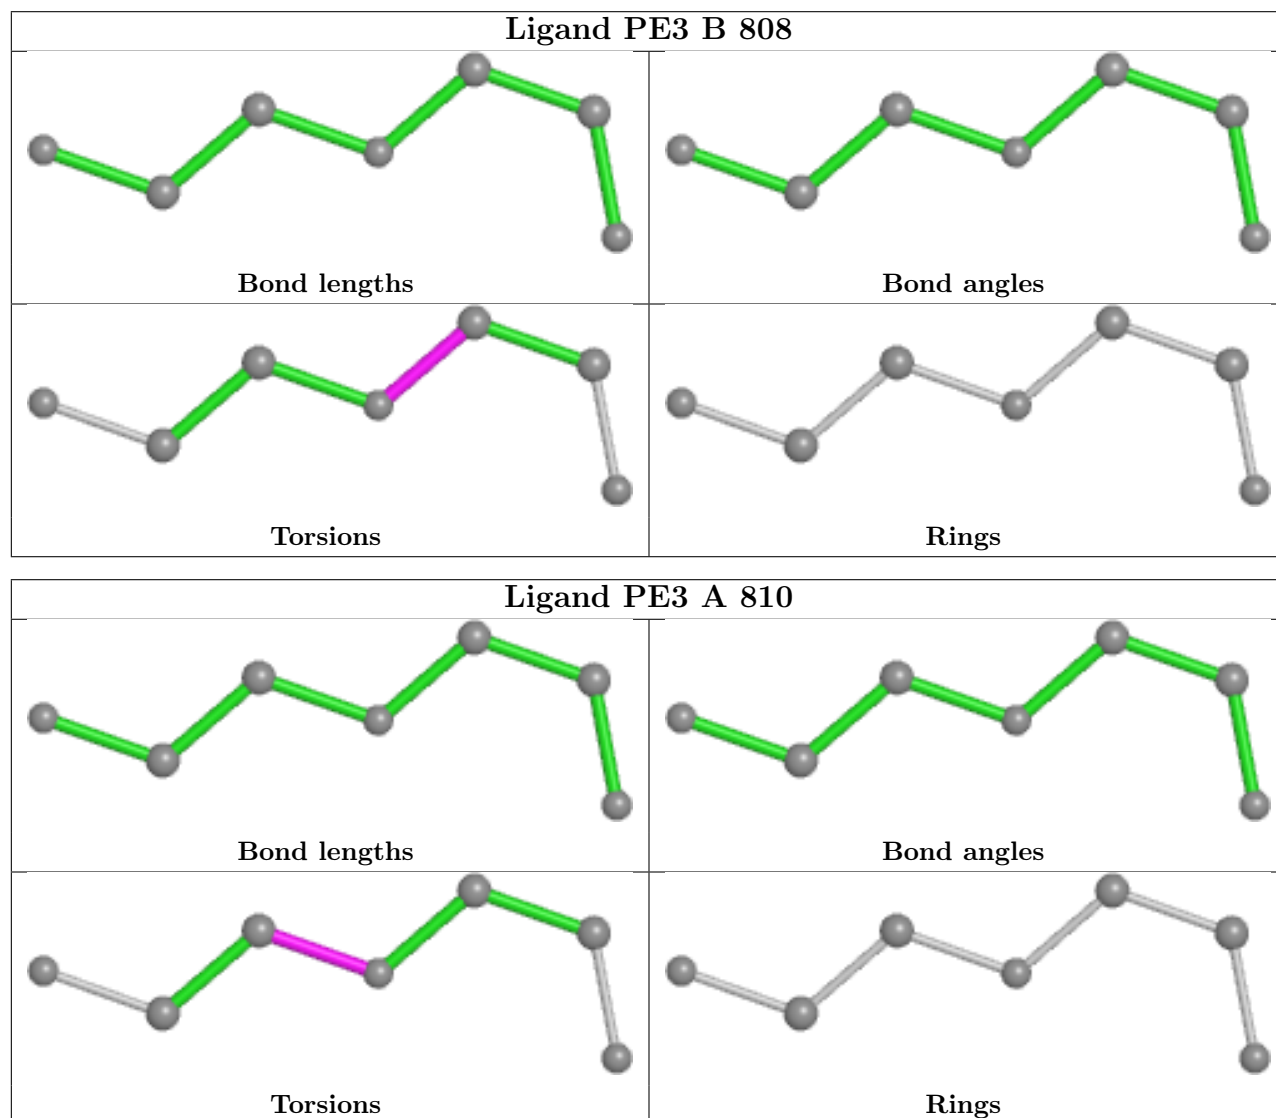 Ligand PE3 B 808
Bond lengths
Bond angles
Torsions
Rings
Ligand PE3 A 810
Bond lengths
Bond angles
Torsions
Rings